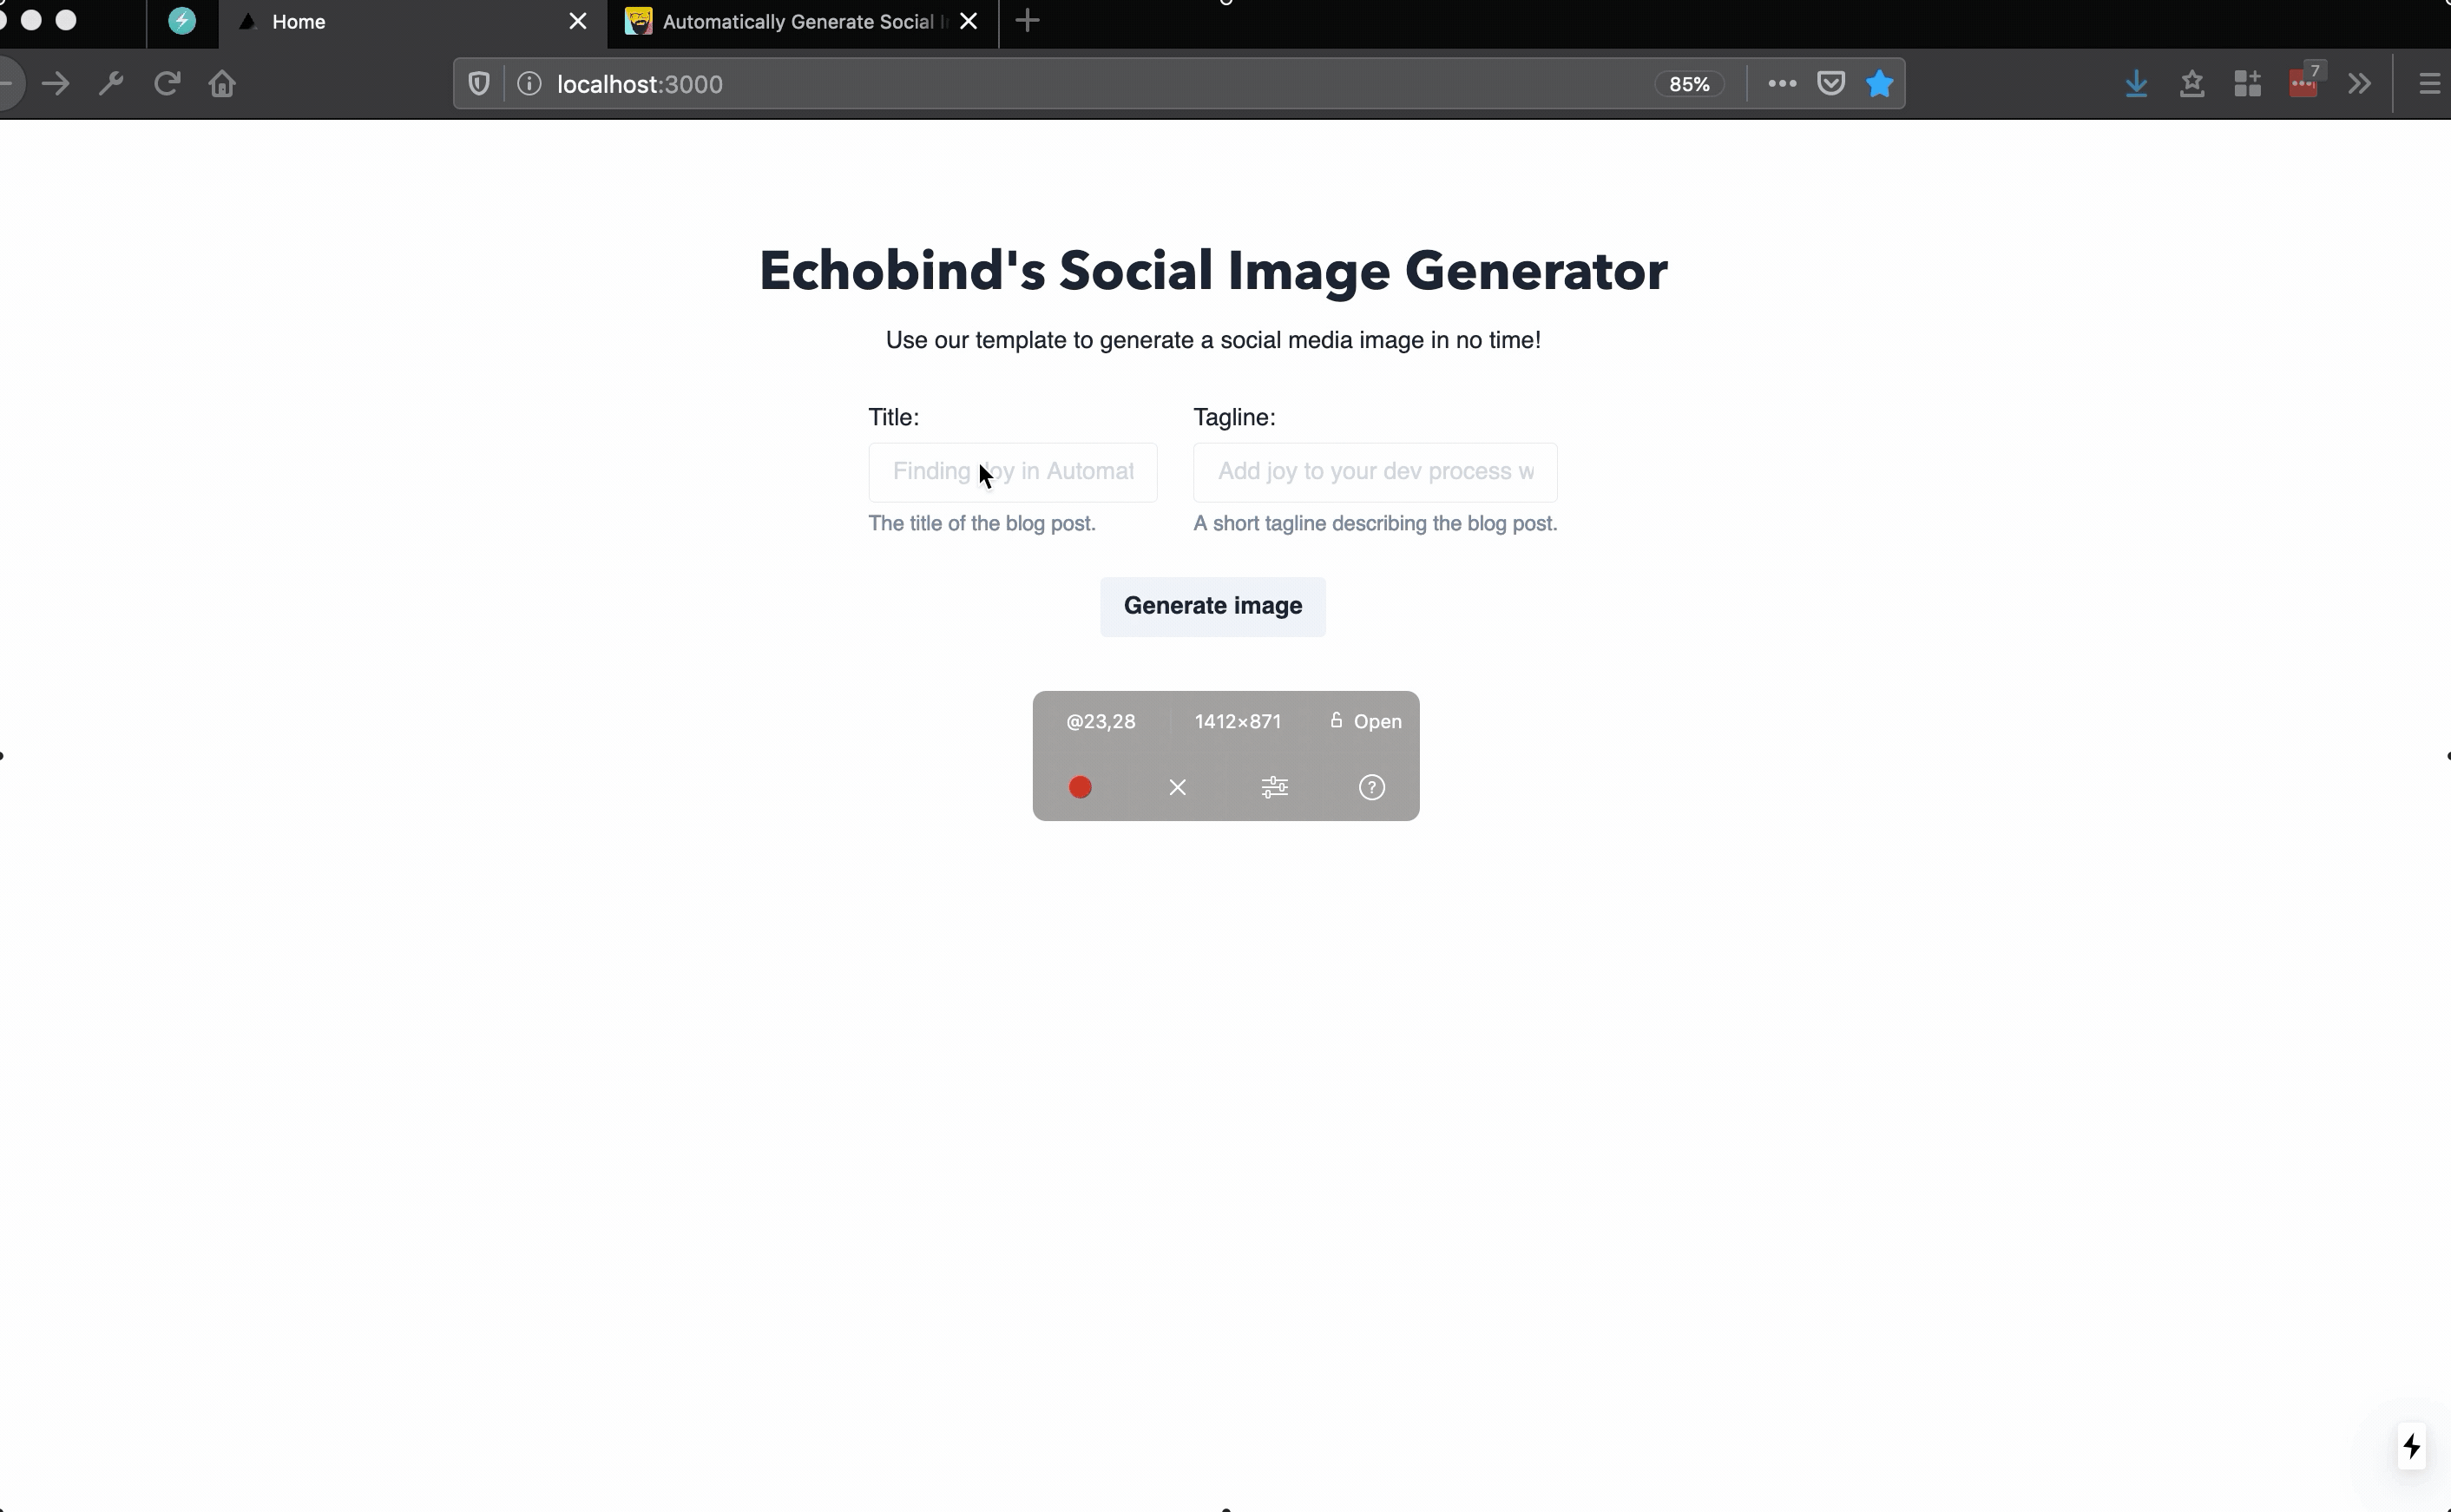 Home
Automatically Generate Social I
localhost:3000
85%
7
Echobind's Social Image Generator
Use our template to generate a social media image in no time!
Title:
Tagline:
Finding Joy in Automat
Add joy to your dev process w
The title of the blog post.
A short tagline describing the blog post.
Generate image
@23,28
1412×871
Open
?